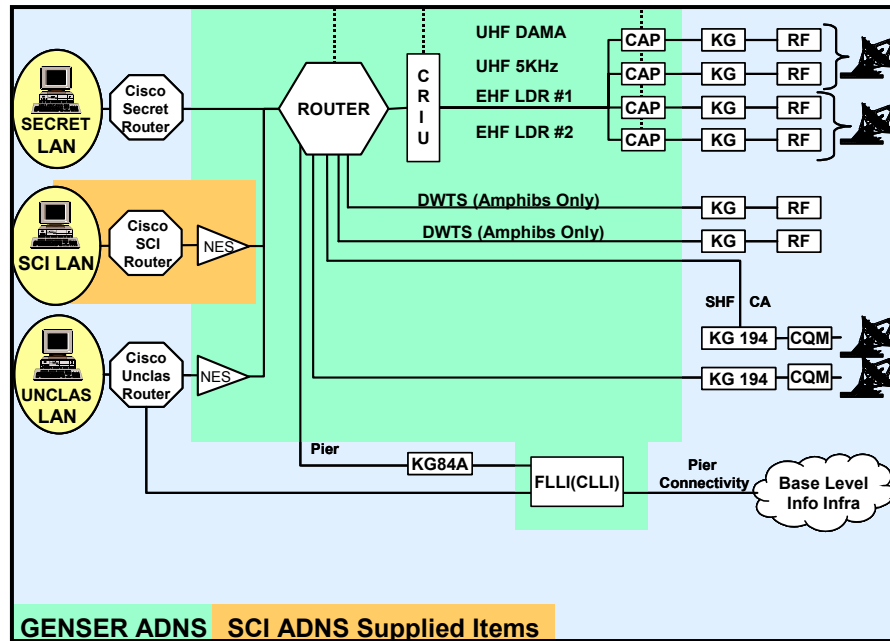 UHF DAMA
CAP
KG
RF
Cisco
Secret
Router
SECRET
LAN
ROUTER
C
R
I
U
UHF 5KHz
CAP
KG
RF
EHF LDR #1
CAP
KG
RF
EHF LDR #2
CAP
KG
RF
DWTS (Amphibs Only)
KG
RF
DWTS (Amphibs Only)
KG
RF
Cisco
SCI
Router
NES
SCI LAN
SHF CA
KG 194
CQM
KG 194
CQM
Cisco
Unclas
Router
NES
UNCLAS
LAN
Pier
KG84A
FLLI(CLLI)
Pier
Connectivity
Base Level
Info Infra
GENSER ADNS
SCI ADNS Supplied Items